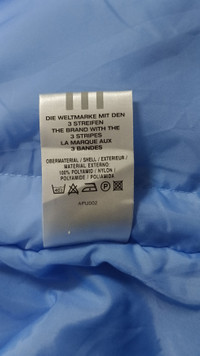 DIE WELTMARKE MIT DEN
3 STREIFEN
THE BRAND WITH THE
3 STRIPES
LA MARQUE AUX
3 BANDES
OBERMATERIAL / SHELL / EXTERIEUR /
MATERIAL EXTERNO:
100% POLYAMID / NYLON /
POLYAMIDE / POLIAMIDA
APU002